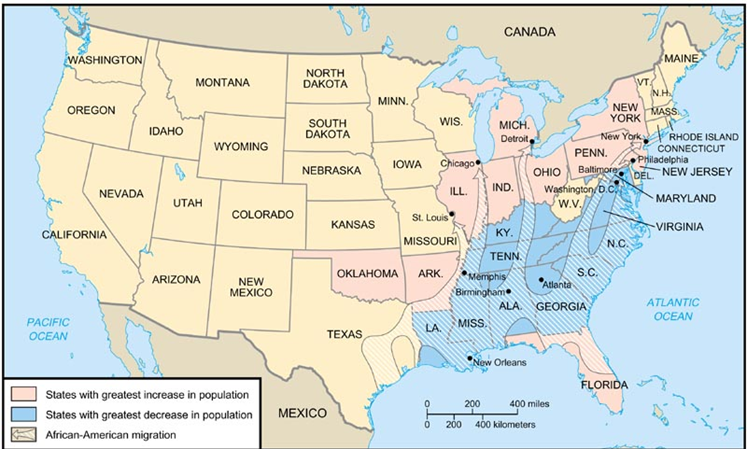 CANADA
WASHINGTON
MONTANA
NORTH
DAKOTA
MINN.
MAINE
VT.
N.H.
MASS.
OREGON
IDAHO
WYOMING
SOUTH
DAKOTA
WIS.
MICH.
Detroit
NEW
YORK
New York
RHODE ISLAND
CONNECTICUT
NEVADA
UTAH
COLORADO
NEBRASKA
IOWA
Chicago
ILL.
IND.
OHIO
PENN.
Philadelphia
NEW JERSEY
Baltimore
DEL.
Washington, D.C.
MARYLAND
W.V.
VIRGINIA
CALIFORNIA
KANSAS
St. Louis
MISSOURI
KY.
N.C.
TENN.
ARIZONA
NEW
MEXICO
OKLAHOMA
ARK.
Memphis
Birmingham
Atlanta
S.C.
ALA.
GEORGIA
MISS.
TEXAS
LA.
New Orleans
FLORIDA
PACIFIC
OCEAN
ATLANTIC
OCEAN
MEXICO
States with greatest increase in population
States with greatest decrease in population
African-American migration
0 200 400 miles
0 200 400 kilometers